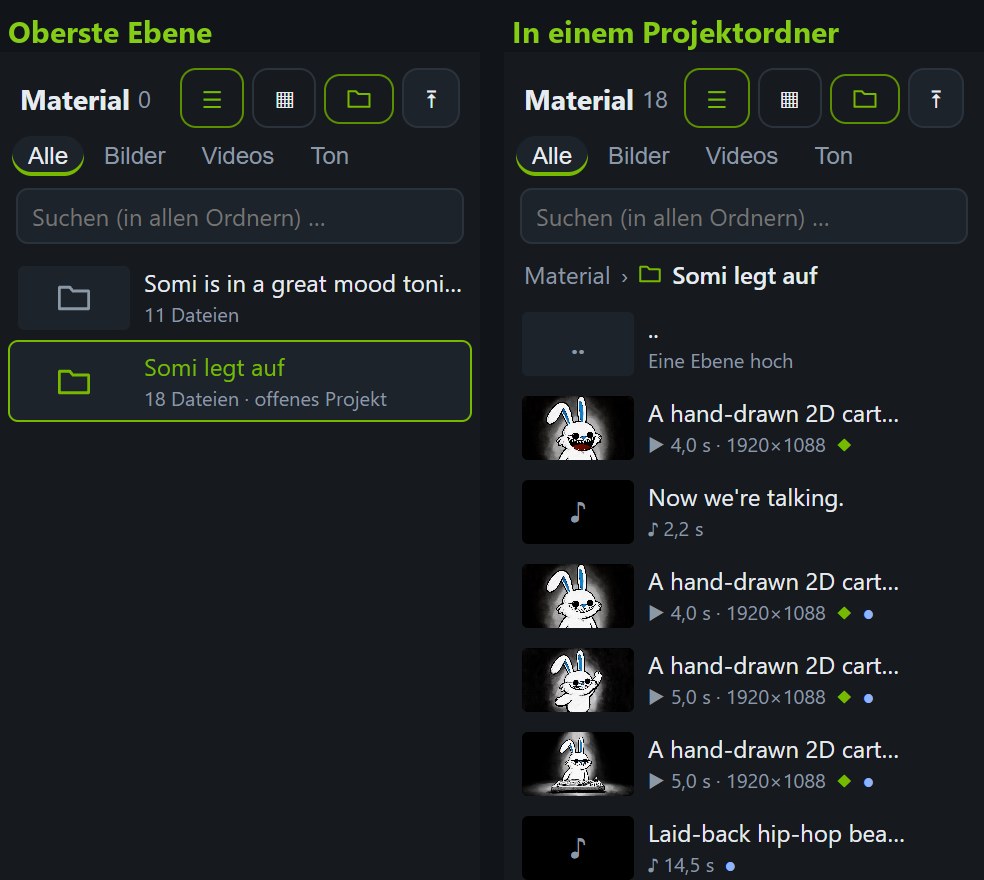 Oberste Ebene
Material 0
Alle Bilder Videos Ton
Suchen (in allen Ordnern) ...
Somi is in a great mood toni...
11 Dateien
Somi legt auf
18 Dateien · offenes Projekt
In einem Projektordner
Material 18
Alle Bilder Videos Ton
Suchen (in allen Ordnern) ...
Material › Somi legt auf
..
..
Eine Ebene hoch
A hand-drawn 2D cart...
4,0 s · 1920×1088
Now we're talking.
2,2 s
A hand-drawn 2D cart...
4,0 s · 1920×1088
A hand-drawn 2D cart...
5,0 s · 1920×1088
A hand-drawn 2D cart...
5,0 s · 1920×1088
Laid-back hip-hop bea...
14,5 s